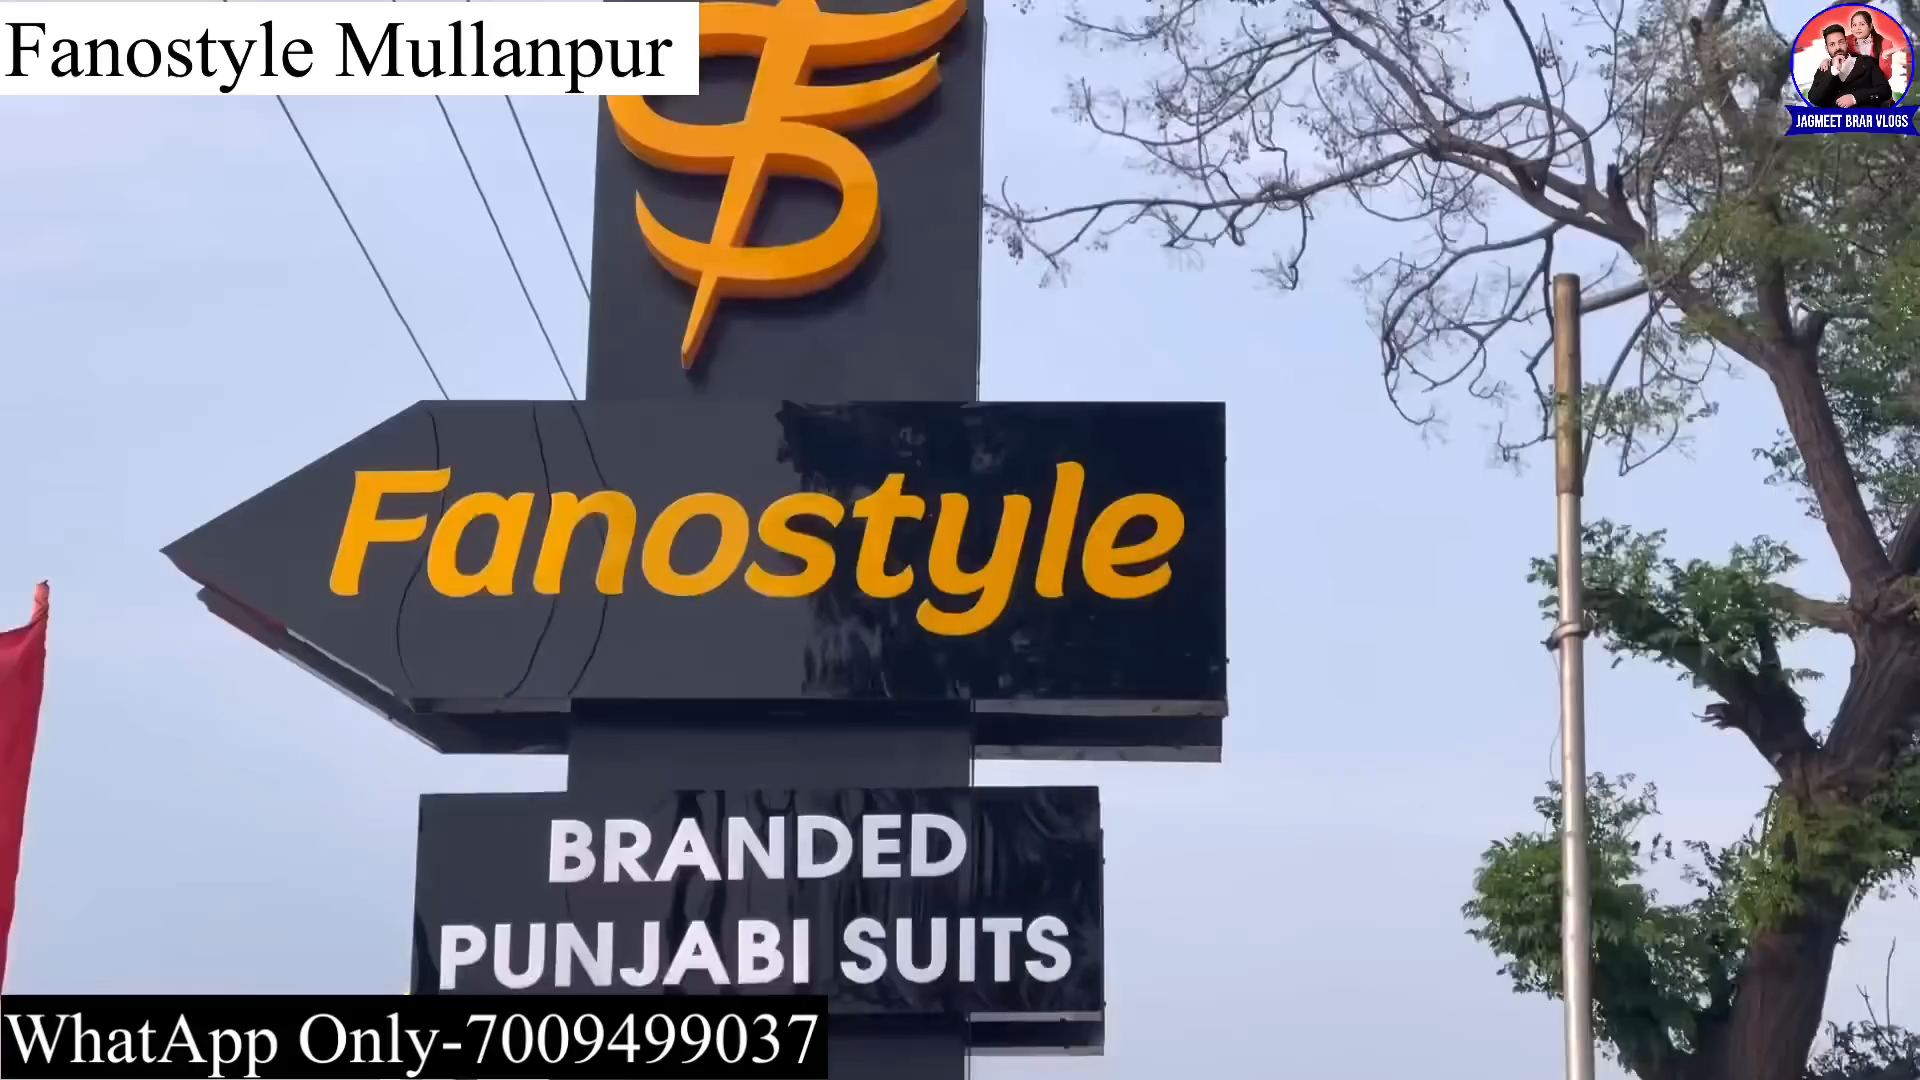 Fanostyle Mullanpur
JAGMEET BRAR VLOGS
Fanostyle
BRANDED
PUNJABI SUITS
WhatApp Only-7009499037